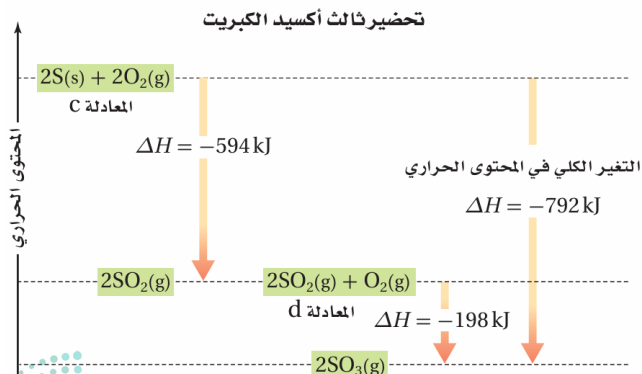 تحضير ثالث أكسيد الكبريت
2S(s) + 2O₂(g)
المعادلة c
ΔH = −594 kJ
التغير الكلي في المحتوى الحراري
ΔH = −792 kJ
المحتوى الحراري
2SO₂(g)
2SO₂(g) + O₂(g)
المعادلة d
ΔH = −198 kJ
2SO₃(g)